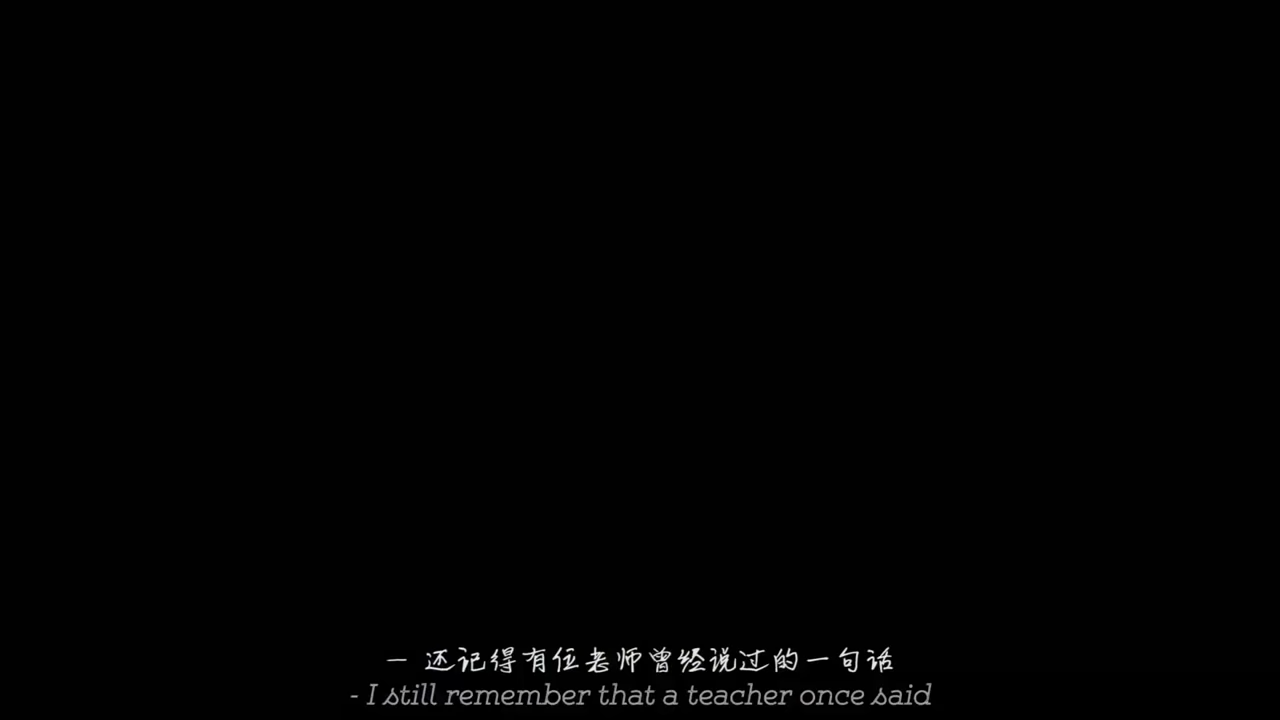 — 还记得有位老师曾经说过的一句话
- I still remember that a teacher once said